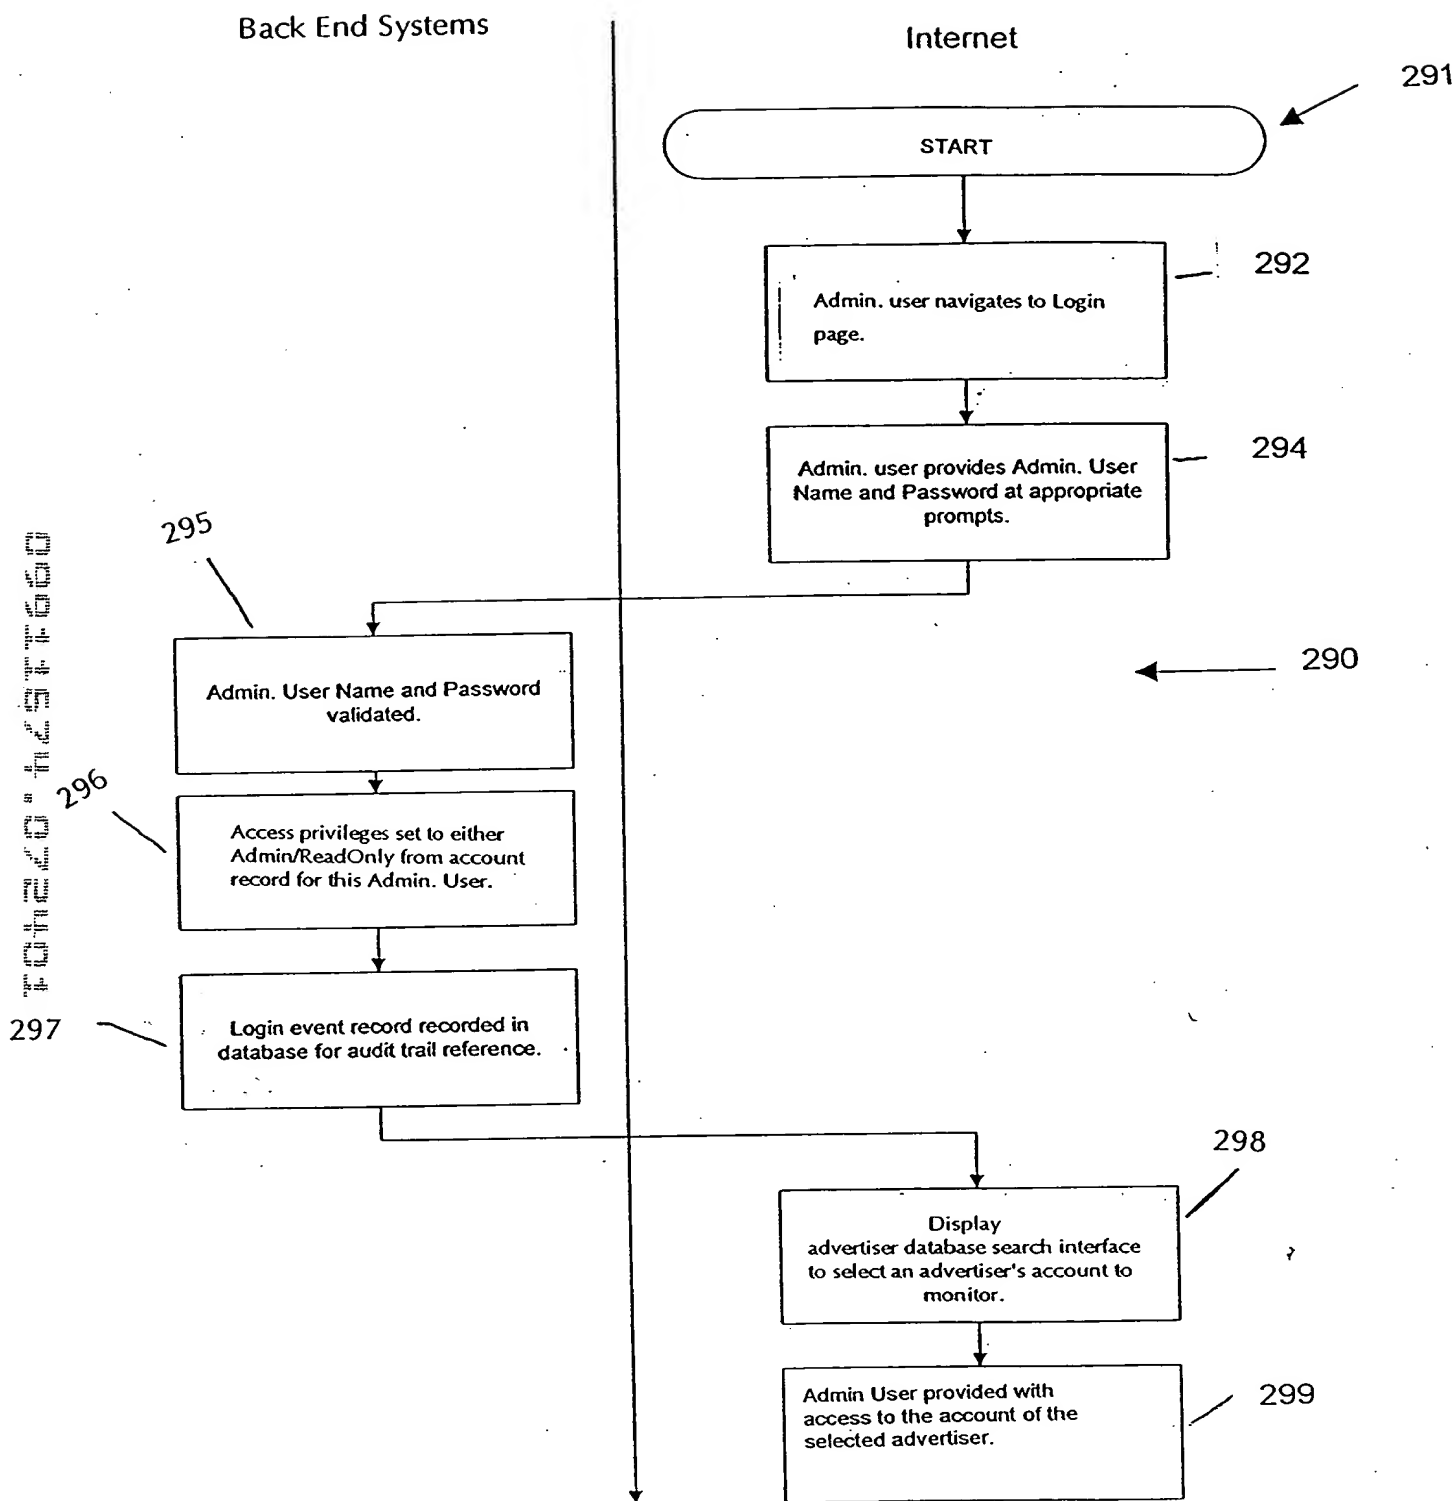 Back End Systems
Internet
291
START
292
Admin. user navigates to Login
page.
294
Admin. user provides Admin. User
Name and Password at appropriate
prompts.
295
Admin. User Name and Password
validated.
290
296
Access privileges set to either
Admin/ReadOnly from account
record for this Admin. User.
297
Login event record recorded in
database for audit trail reference.
298
Display
advertiser database search interface
to select an advertiser's account to
monitor.
299
Admin User provided with
access to the account of the
selected advertiser.